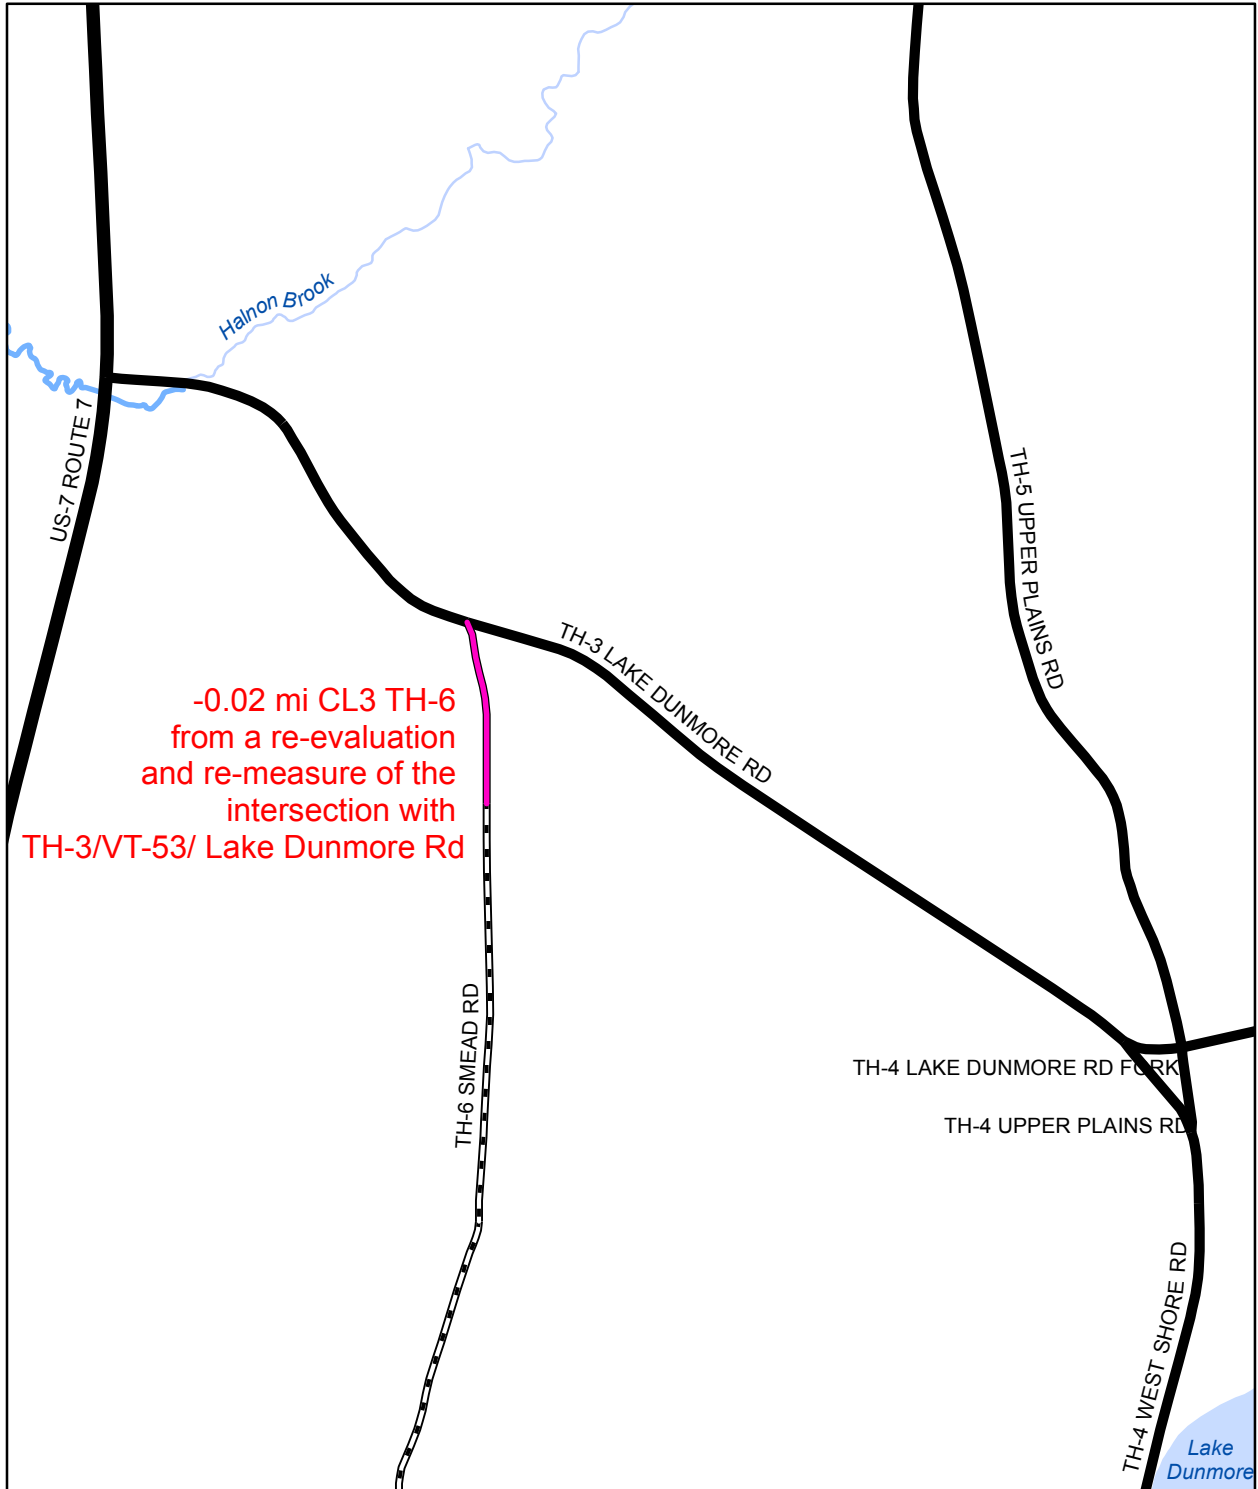 Halnon Brook
US-7 ROUTE 7
TH-5 UPPER PLAINS RD
TH-3 LAKE DUNMORE RD
-0.02 mi CL3 TH-6
from a re-evaluation
and re-measure of the
intersection with
TH-3/VT-53/ Lake Dunmore Rd
TH-6 SMEAD RD
TH-4 LAKE DUNMORE RD FORK
TH-4 UPPER PLAINS RD
TH-4 WEST SHORE RD
Lake
Dunmore